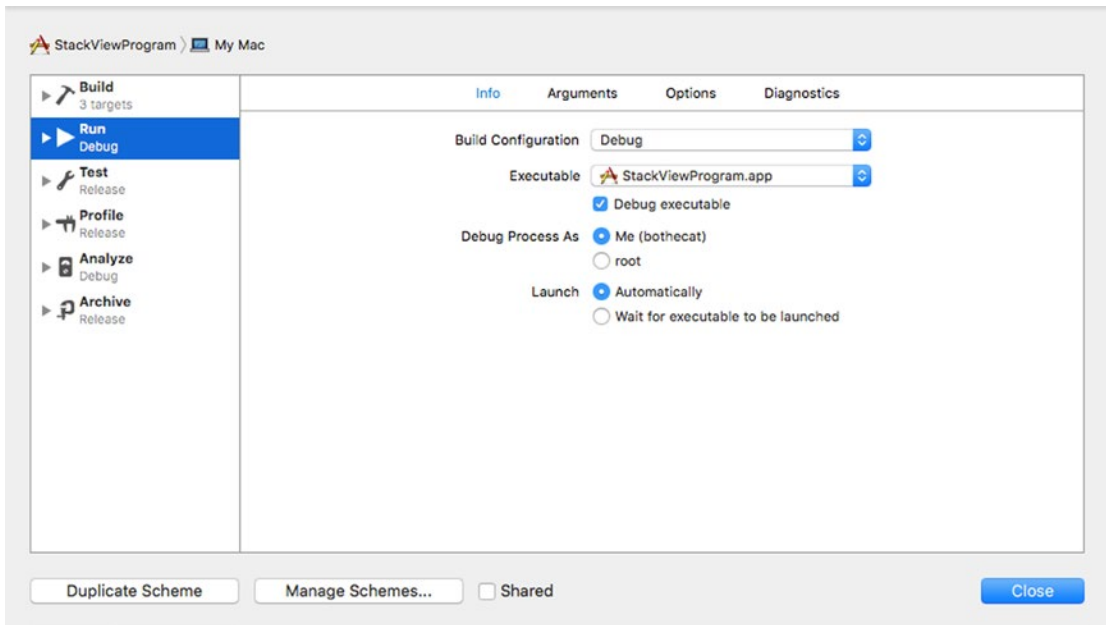 StackViewProgram My Mac
Build
3 targets
Run
Debug
Test
Release
Profile
Release
Analyze
Debug
Archive
Release
Info Arguments Options Diagnostics
Build Configuration Debug
Executable StackViewProgram.app
Debug executable
Debug Process As Me (bothecat)
root
Launch Automatically
Wait for executable to be launched
Duplicate Scheme Manage Schemes... Shared Close